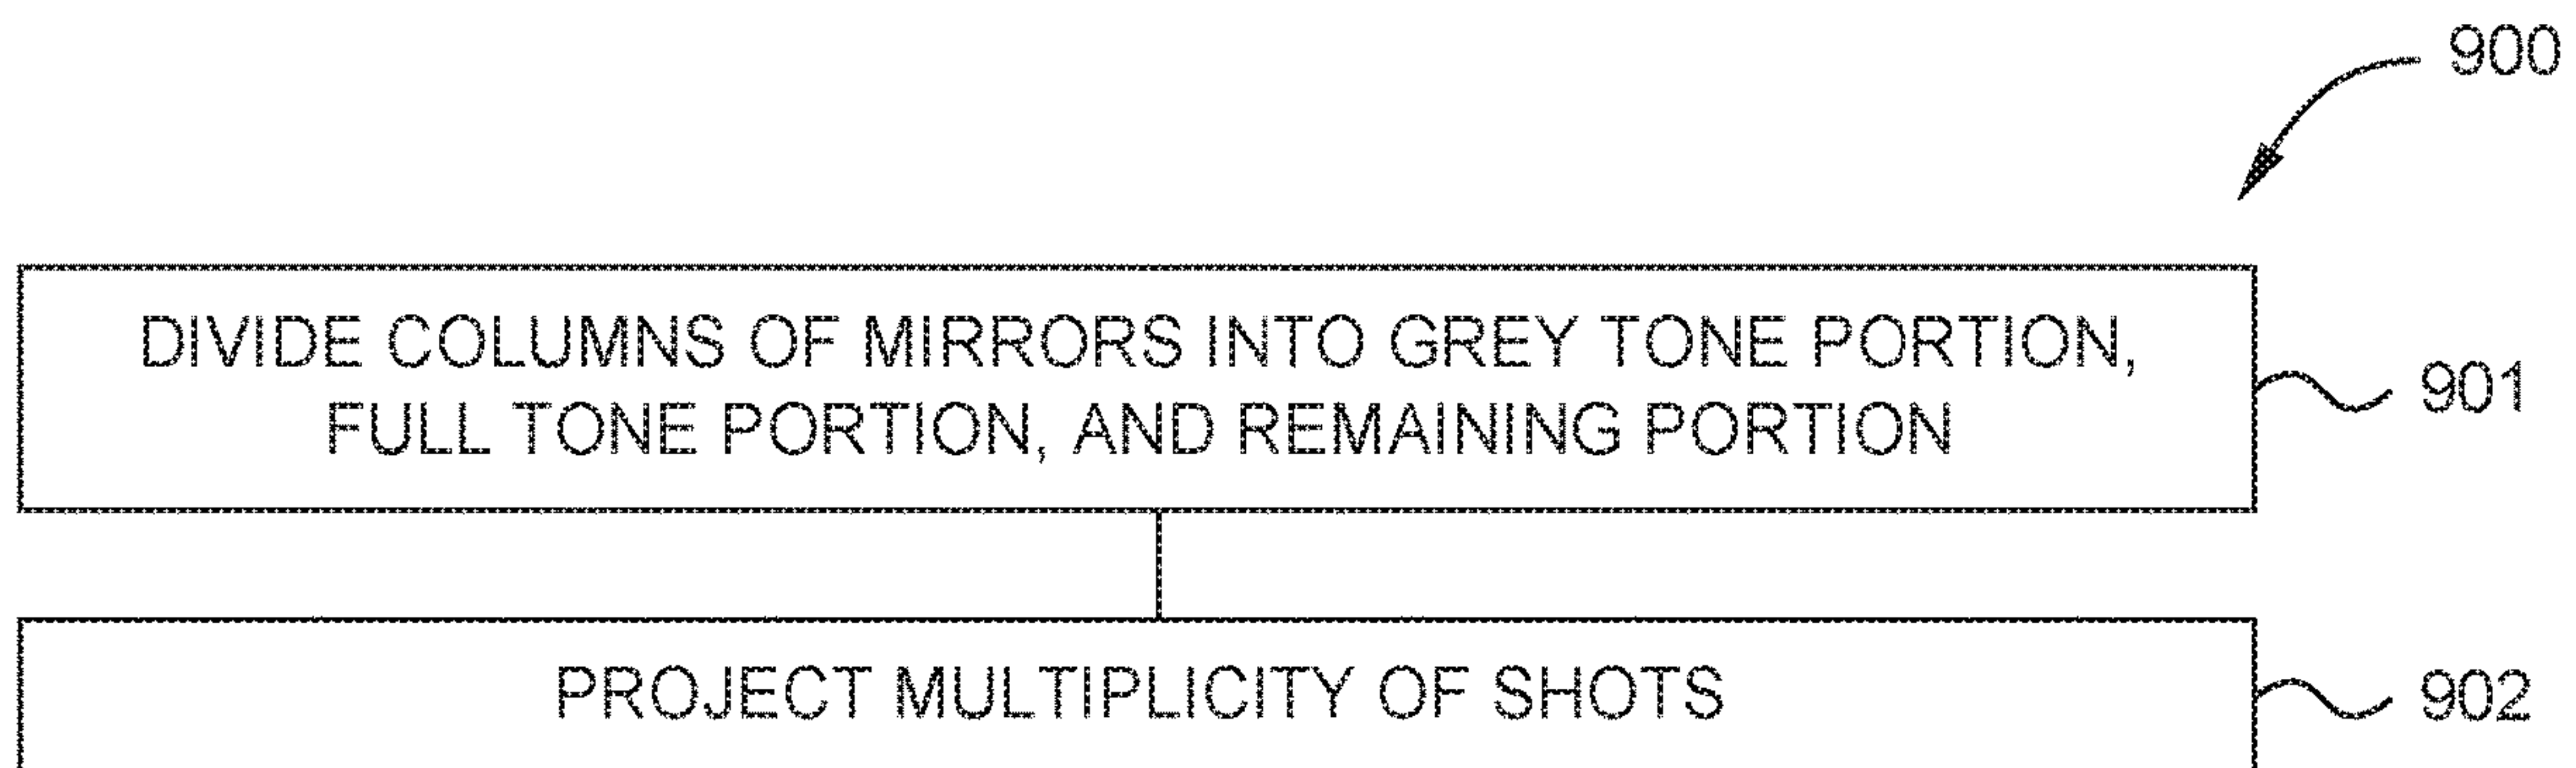 900
DIVIDE COLUMNS OF MIRRORS INTO GREY TONE PORTION,
FULL TONE PORTION, AND REMAINING PORTION
901
PROJECT MULTIPLICITY OF SHOTS
902